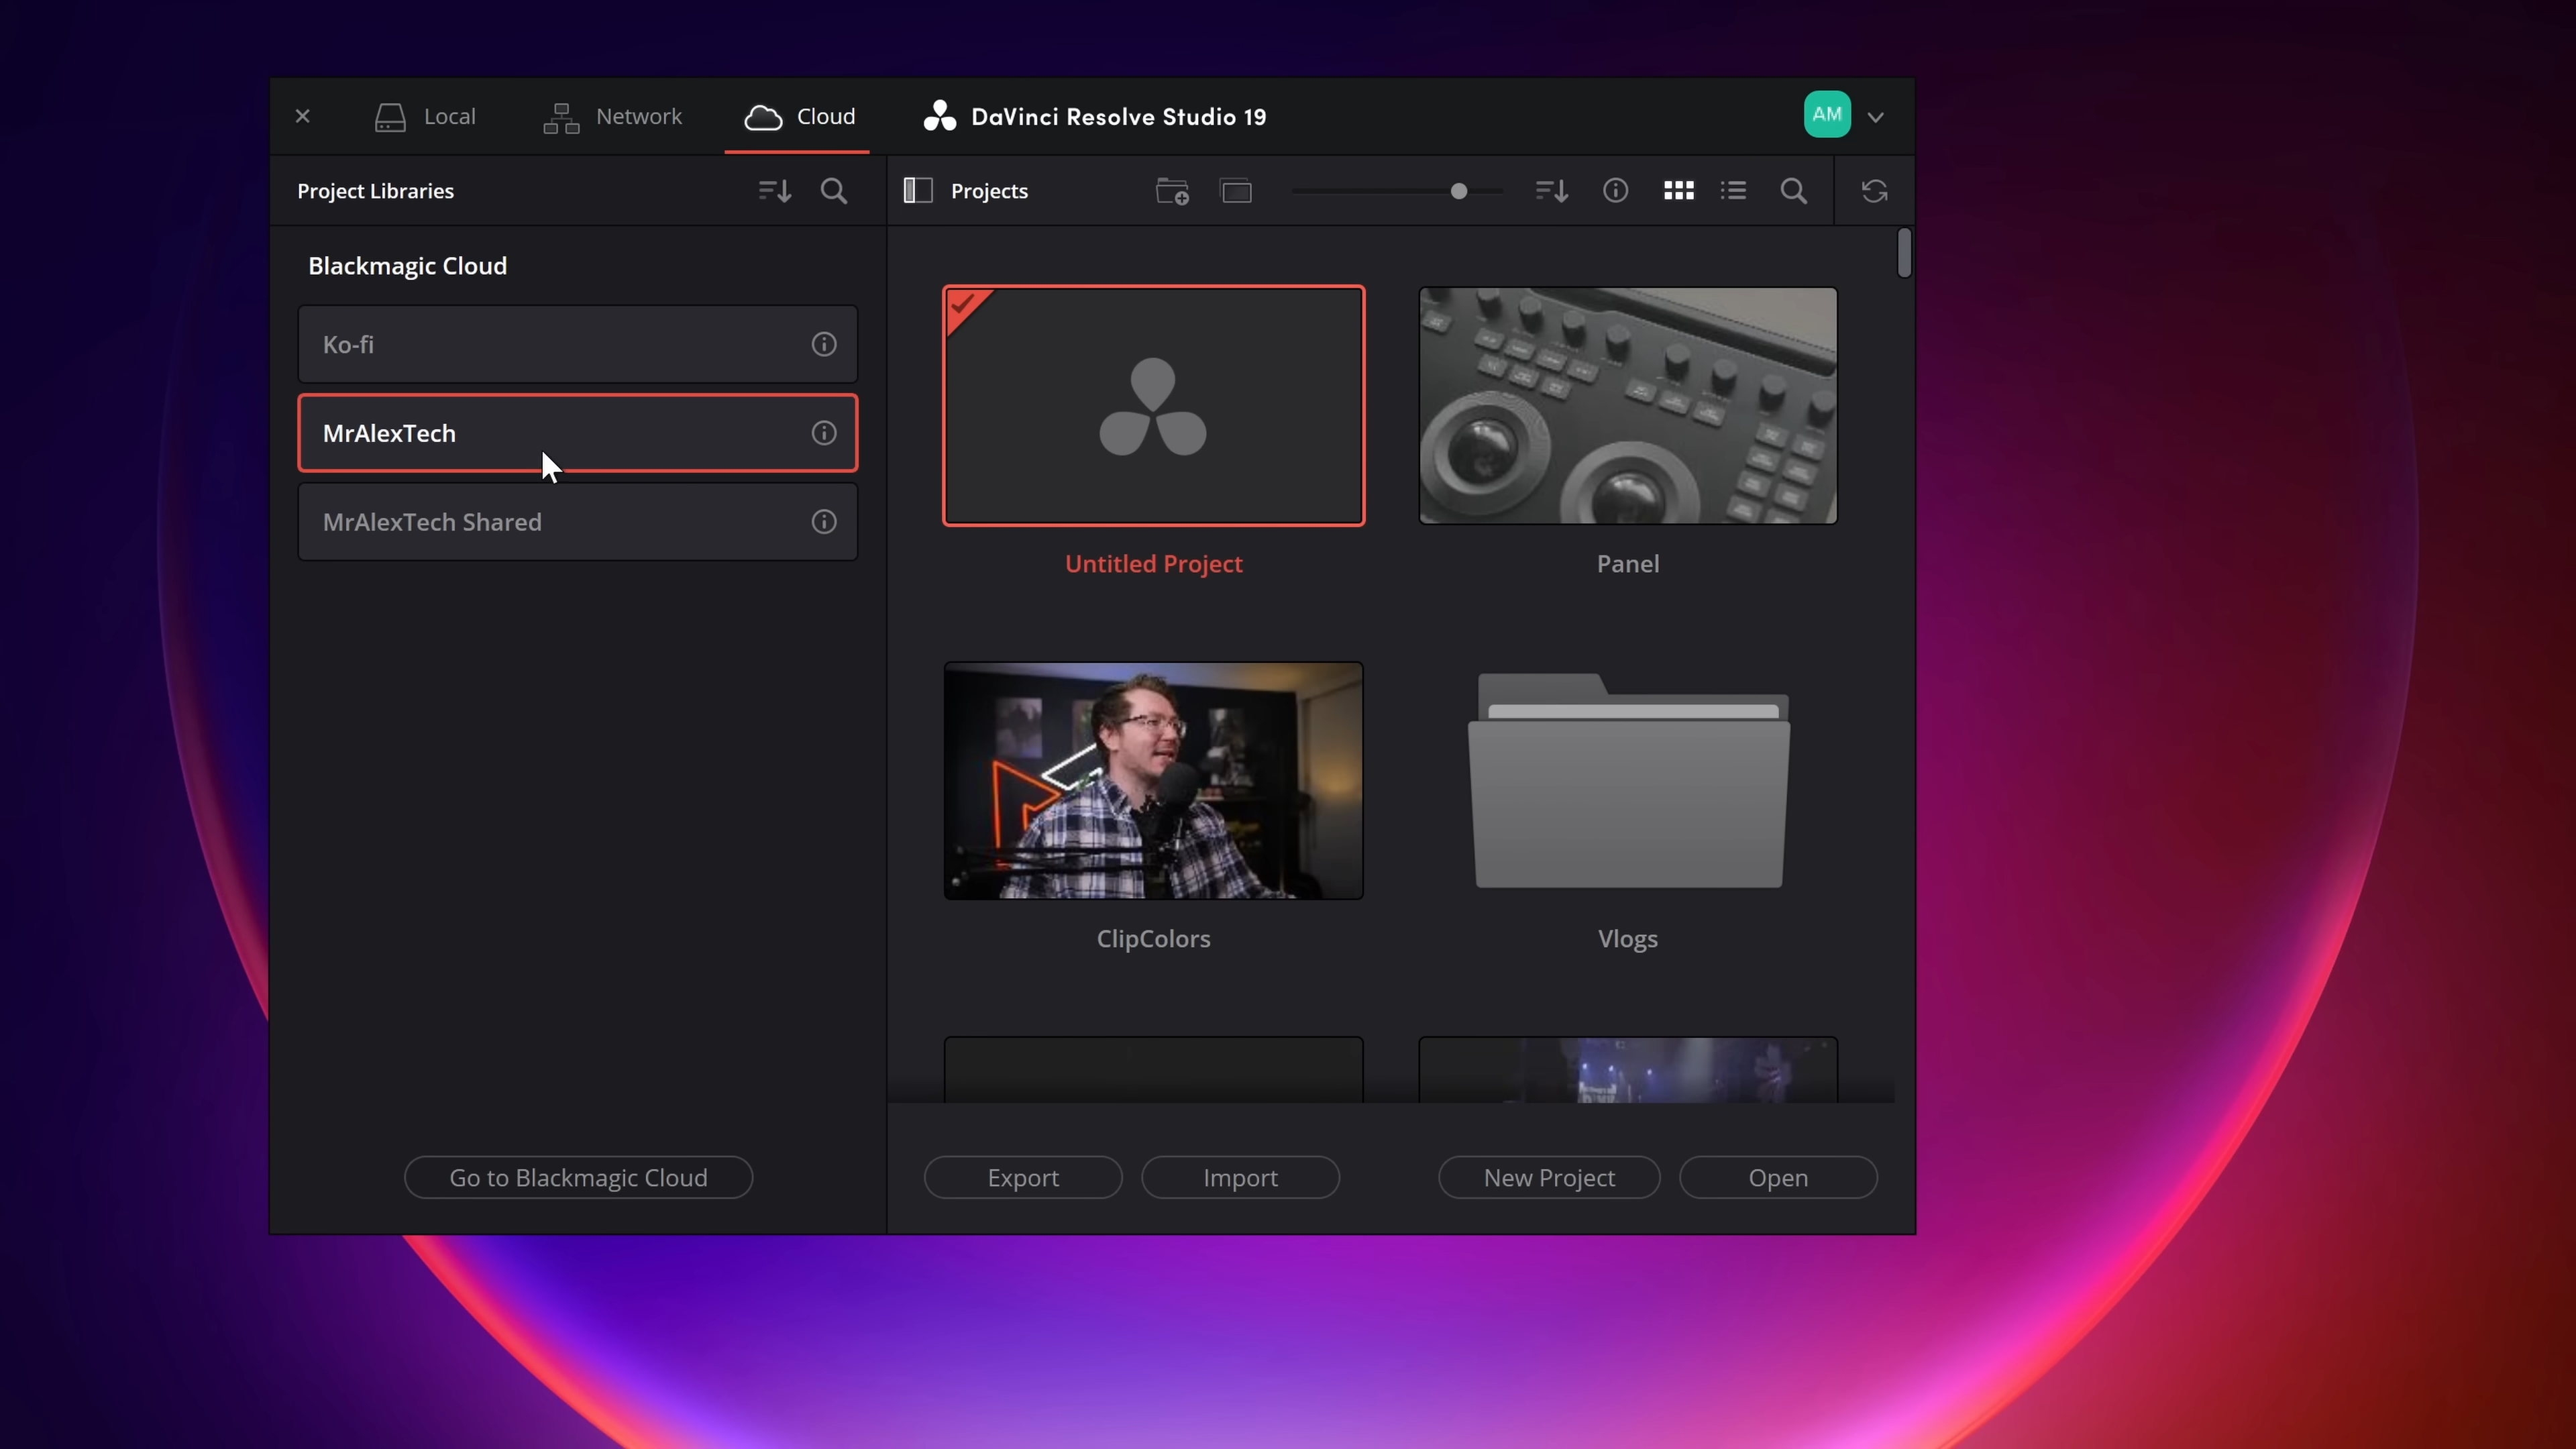 Local
Network
Cloud
DaVinci Resolve Studio 19
AM
Project Libraries
Projects
Blackmagic Cloud
Ko-fi
MrAlexTech
MrAlexTech Shared
Untitled Project
Panel
ClipColors
Vlogs
Go to Blackmagic Cloud
Export
Import
New Project
Open